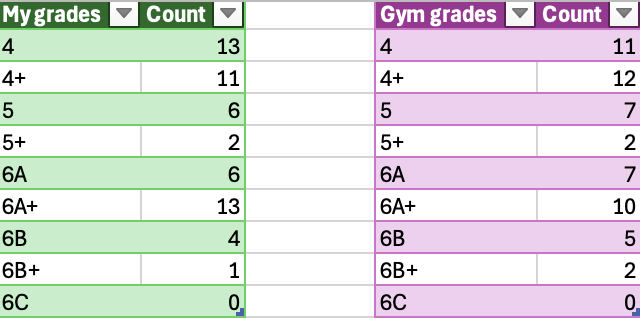 My grades Count Gym grades Count
4 13 4 11
4+ 11 4+ 12
5 6 5 7
5+ 2 5+ 2
6A 6 6A 7
6A+ 13 6A+ 10
6B 4 6B 5
6B+ 1 6B+ 2
6C 0 6C 0